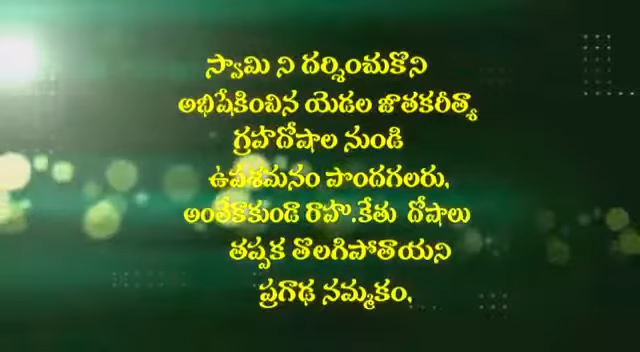 స్వామి ని దర్శించుకొని
అభిషేకించిన యెడల జాతకరీత్యా
గ్రహదోషాల నుండి
ఉపశమనం పొందగలరు,
అంతేకాకుండా రాహు.కేతు దోషాలు
తప్పక తొలగిపోతాయని
ప్రగాఢ నమ్మకం,